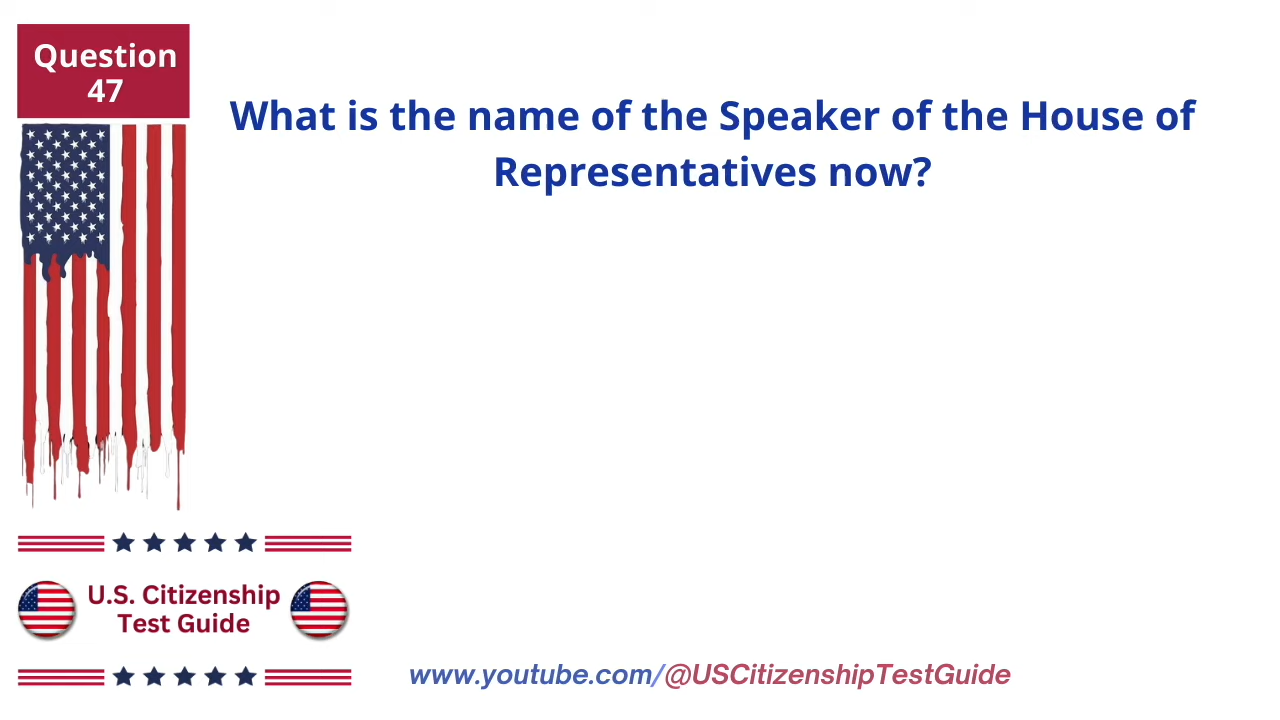 Question
47
What is the name of the Speaker of the House of
Representatives now?
U.S. Citizenship
Test Guide
www.youtube.com/@USCitizenshipTestGuide